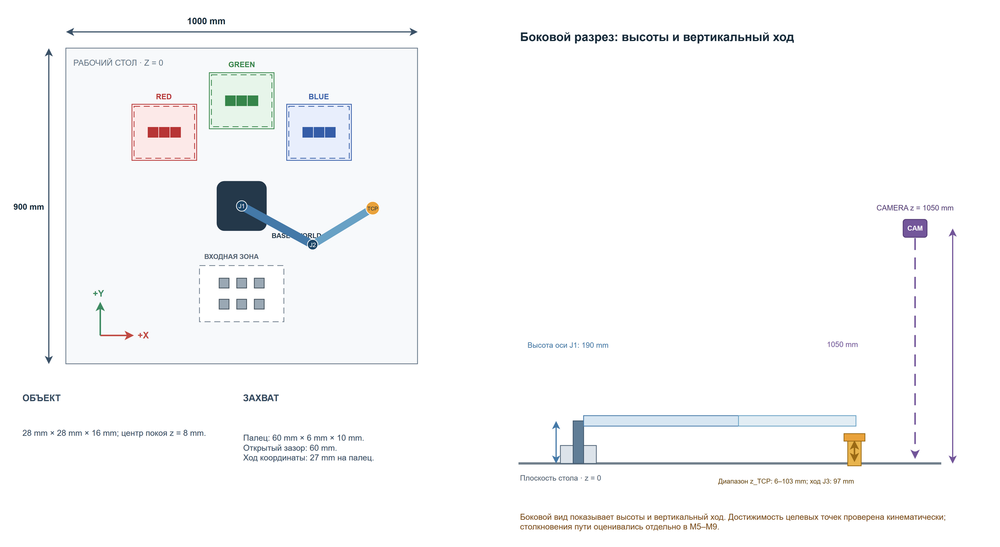 1000 mm
900 mm
РАБОЧИЙ СТОЛ · Z = 0
GREEN
RED
BLUE
J1
TCP
BASE
J2
ВХОДНАЯ ЗОНА
+Y
+X
ОБЪЕКТ
28 mm × 28 mm × 16 mm; центр покоя z = 8 mm.
ЗАХВАТ
Палец: 60 mm × 6 mm × 10 mm.
Открытый зазор: 60 mm.
Ход координаты: 27 mm на палец.
Боковой разрез: высоты и вертикальный ход
CAMERA z = 1050 mm
CAM
Высота оси J1: 190 mm
1050 mm
Плоскость стола · z = 0
Диапазон z_TCP: 6–103 mm; ход J3: 97 mm
Боковой вид показывает высоты и вертикальный ход. Достижимость целевых точек проверена кинематически;
столкновения пути оценивались отдельно в M5–M9.